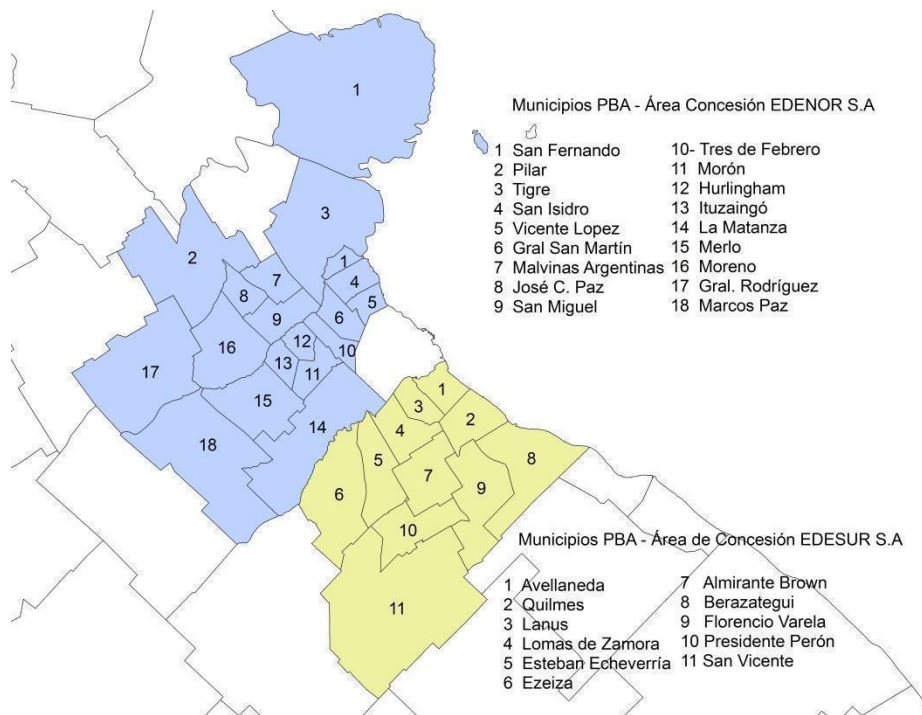 Municipios PBA - Área Concesión EDENOR S.A
1 San Fernando
2 Pilar
3 Tigre
4 San Isidro
5 Vicente Lopez
6 Gral San Martín
7 Malvinas Argentinas
8 José C. Paz
9 San Miguel
10- Tres de Febrero
11 Morón
12 Hurlingham
13 Ituzaingó
14 La Matanza
15 Merlo
16 Moreno
17 Gral. Rodríguez
18 Marcos Paz
1
3
2
1
4
7
8
5
9
6
12
10
16
13
11
17
15
14
18
1
3
2
4
5
8
7
6
9
10
11
Municipios PBA - Área de Concesión EDESUR S.A
1 Avellaneda
2 Quilmes
3 Lanus
4 Lomas de Zamora
5 Esteban Echeverría
6 Ezeiza
7 Almirante Brown
8 Berazategui
9 Florencio Varela
10 Presidente Perón
11 San Vicente